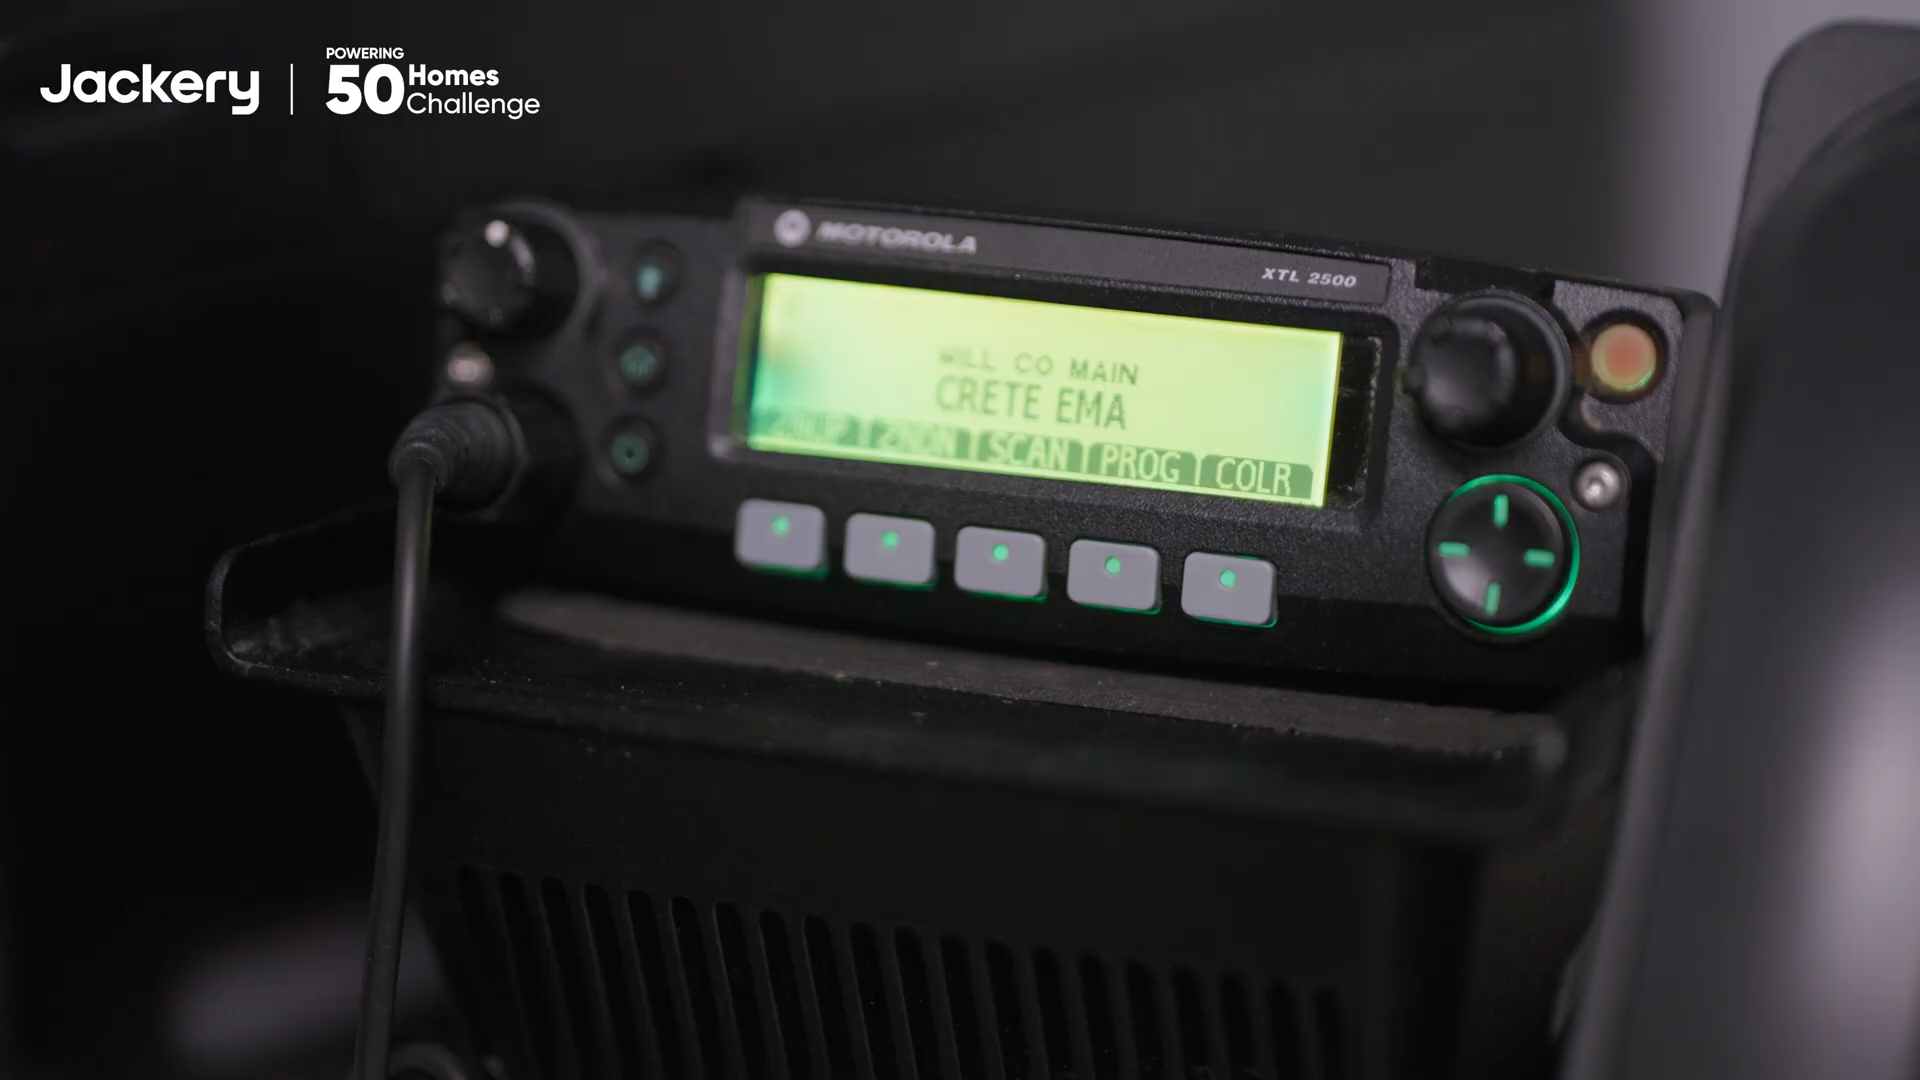 Jackery
POWERING
50 Homes
Challenge
MOTOROLA
XTL 2500
WILL CO MAIN
CRETE EMA
SCAN PROG COLR